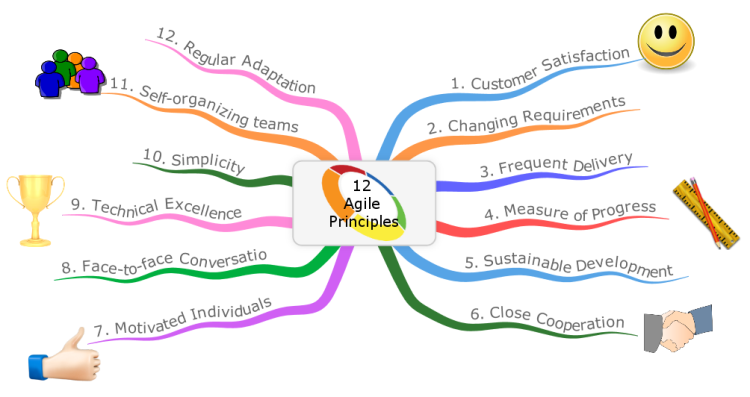 12
Agile
Principles
1. Customer Satisfaction
2. Changing Requirements
3. Frequent Delivery
4. Measure of Progress
5. Sustainable Development
6. Close Cooperation
7. Motivated Individuals
8. Face-to-face Conversatio
9. Technical Excellence
10. Simplicity
11. Self-organizing teams
12. Regular Adaptation